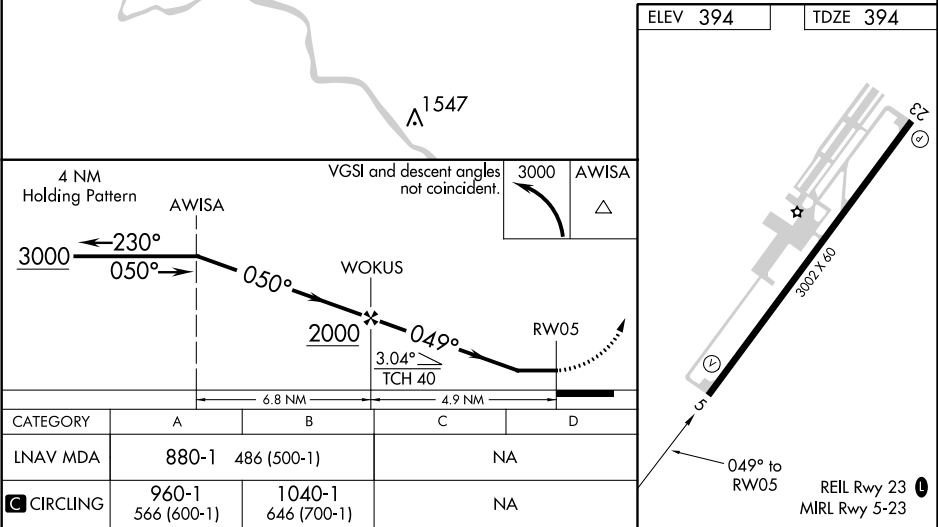 1547
ELEV 394
TDZE 394
4 NM
Holding Pattern
VGSI and descent angles
not coincident.
3000
AWISA
AWISA
3000
230°
050°
050°
WOKUS
2000
049°
3.04°
TCH 40
RW05
6.8 NM
4.9 NM
CATEGORY A B C D
LNAV MDA 880-1 486 (500-1) NA
C CIRCLING 960-1 566 (600-1) 1040-1 646 (700-1) NA
23
P
3002 X 60
V
5
049° to
RW05
REIL Rwy 23 L
MIRL Rwy 5-23